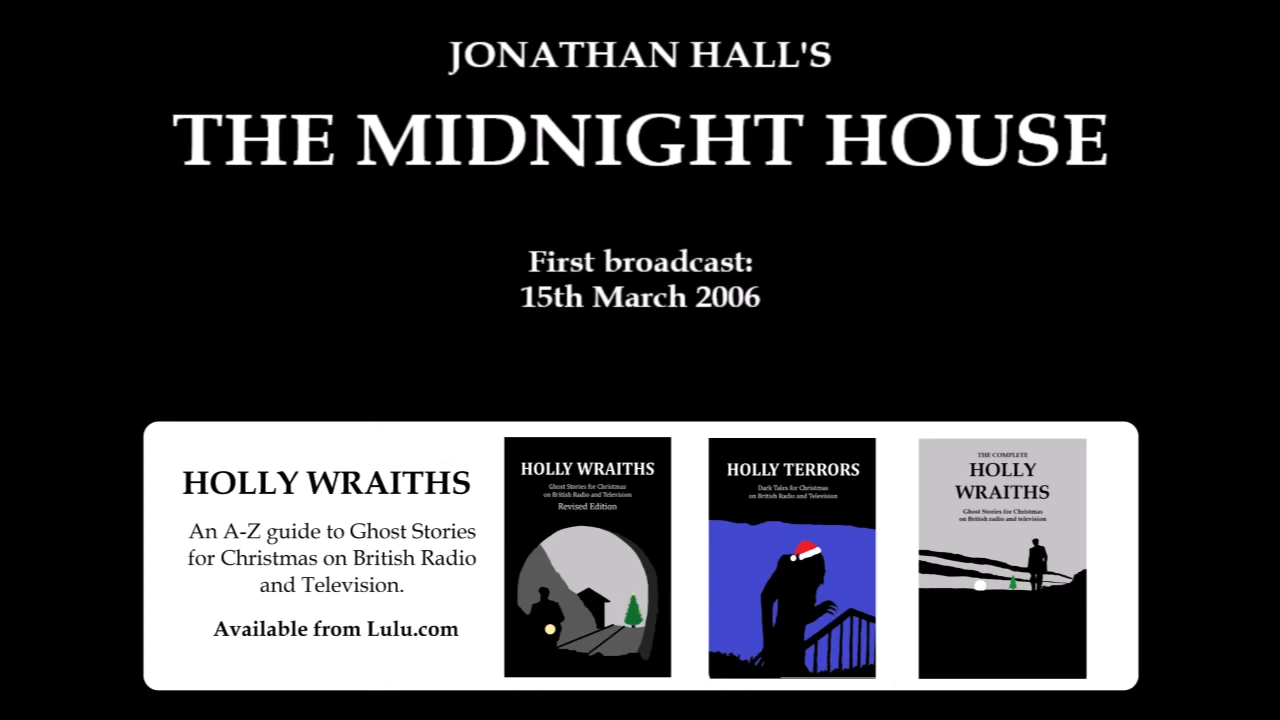 JONATHAN HALL'S
THE MIDNIGHT HOUSE
First broadcast:
15th March 2006
HOLLY WRAITHS
An A-Z guide to Ghost Stories
for Christmas on British Radio
and Television.
Available from Lulu.com
HOLLY WRAITHS
Ghost Stories for Christmas
on British Radio and Television
Revised Edition
HOLLY TERRORS
Dark Tales for Christmas
on British Radio and Television
THE COMPLETE
HOLLY
WRAITHS
Ghost Stories for Christmas
on British radio and television